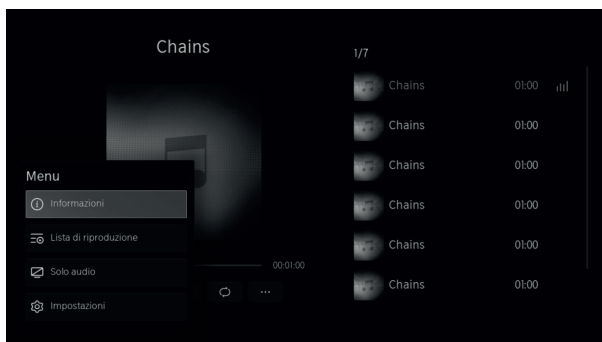 Chains
1/7
Chains 01:00
Chains 01:00
Chains 01:00
Chains 01:00
Chains 01:00
Chains 01:00
Menu
Informazioni
Lista di riproduzione
Solo audio
Impostazioni
00:01:00